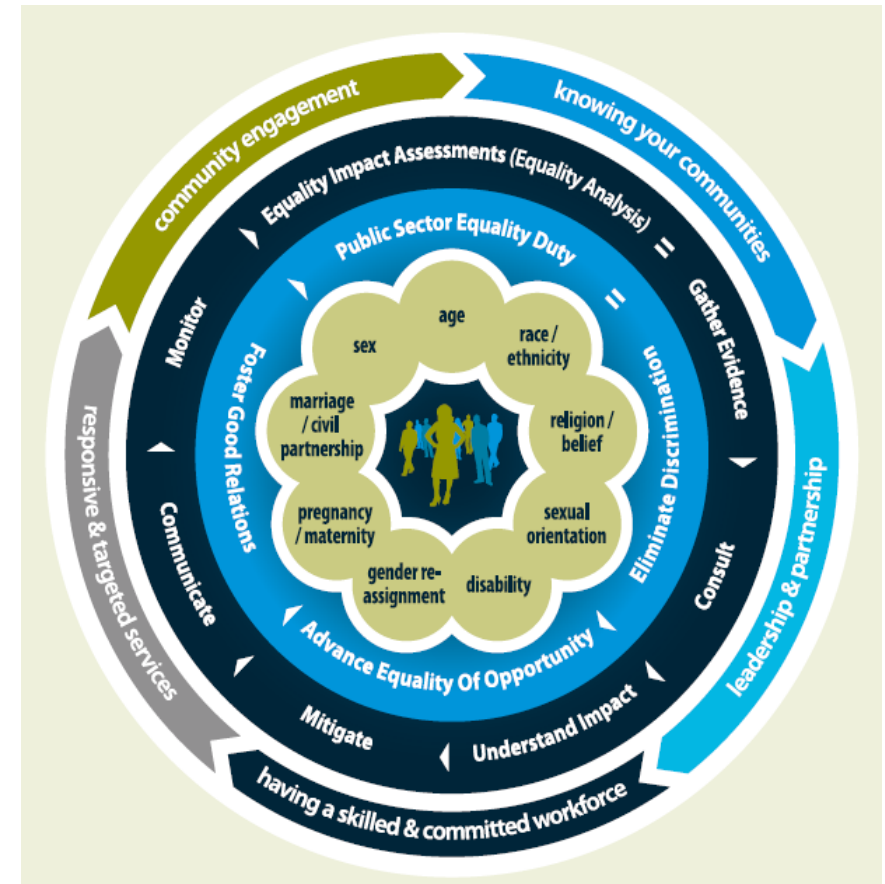 community engagement
knowing your communities
leadership & partnership
having a skilled & committed workforce
responsive & targeted services
Equality Impact Assessments (Equality Analysis) =
Gather Evidence
Consult
Understand Impact
Mitigate
Communicate
Monitor
Public Sector Equality Duty =
Eliminate Discrimination
Advance Equality Of Opportunity
Foster Good Relations
age
race /
ethnicity
religion /
belief
sexual
orientation
disability
gender re-
assignment
pregnancy
/ maternity
marriage
/ civil
partnership
sex